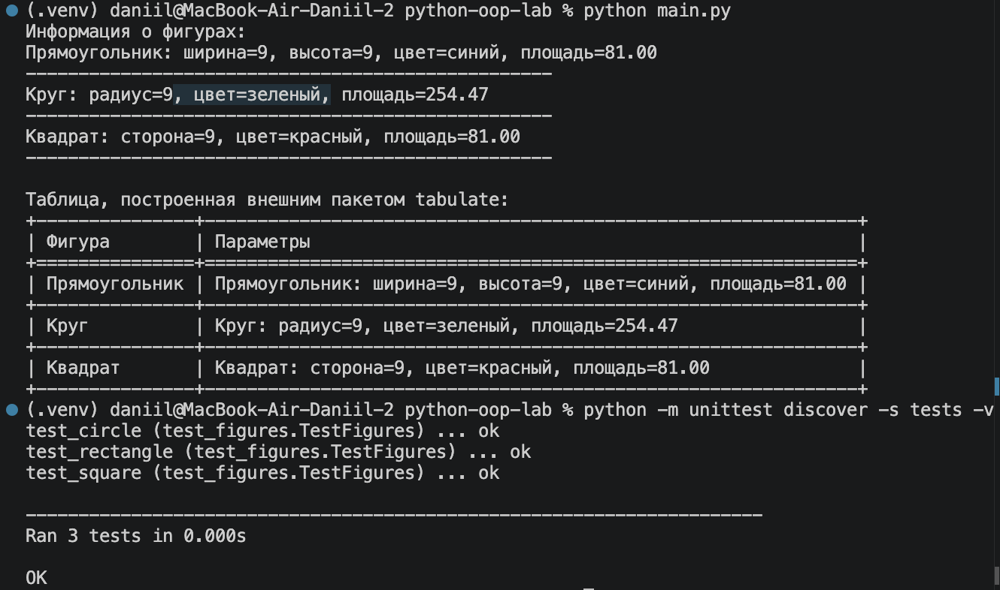 (.venv) daniil@MacBook-Air-Daniil-2 python-oop-lab % python main.py
Информация о фигурах:
Прямоугольник: ширина=9, высота=9, цвет=синий, площадь=81.00
--------------------------------------------------
Круг: радиус=9, цвет=зеленый, площадь=254.47
--------------------------------------------------
Квадрат: сторона=9, цвет=красный, площадь=81.00
--------------------------------------------------
Таблица, построенная внешним пакетом tabulate:
+---------------+--------------------------------------------------------------+
| Фигура        | Параметры                                                    |
+===============+==============================================================+
| Прямоугольник | Прямоугольник: ширина=9, высота=9, цвет=синий, площадь=81.00 |
+---------------+--------------------------------------------------------------+
| Круг          | Круг: радиус=9, цвет=зеленый, площадь=254.47                 |
+---------------+--------------------------------------------------------------+
| Квадрат       | Квадрат: сторона=9, цвет=красный, площадь=81.00              |
+---------------+--------------------------------------------------------------+
(.venv) daniil@MacBook-Air-Daniil-2 python-oop-lab % python -m unittest discover -s tests -v
test_circle (test_figures.TestFigures) ... ok
test_rectangle (test_figures.TestFigures) ... ok
test_square (test_figures.TestFigures) ... ok
----------------------------------------------------------------------
Ran 3 tests in 0.000s
OK